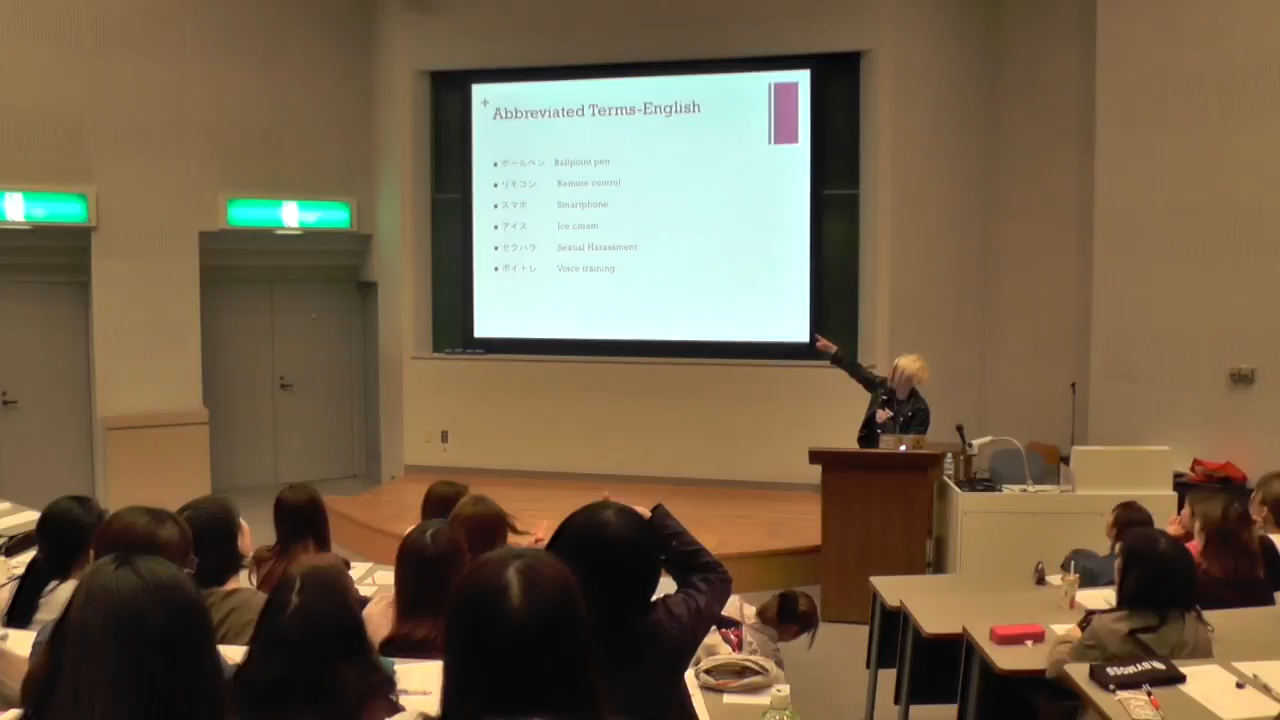 +
Abbreviated Terms-English
▪ ボールペン Ballpoint pen
▪ リモコン Remote control
▪ スマホ Smartphone
▪ アイス Ice cream
▪ セクハラ Sexual Harassment
▪ ボイトレ Voice training
GYMOSS